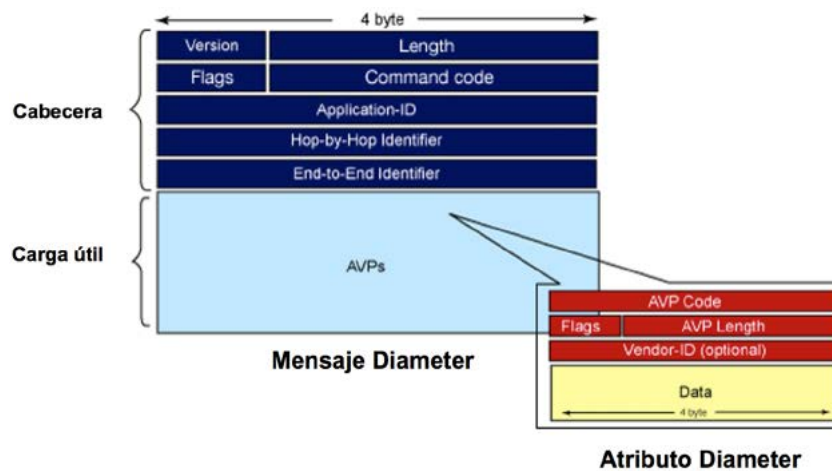 4 byte
Version Length
Flags Command code
Cabecera
Application-ID
Hop-by-Hop Identifier
End-to-End Identifier
Carga útil
AVPs
AVP Code
Flags AVP Length
Vendor-ID (optional)
Data
4 byte
Mensaje Diameter
Atributo Diameter